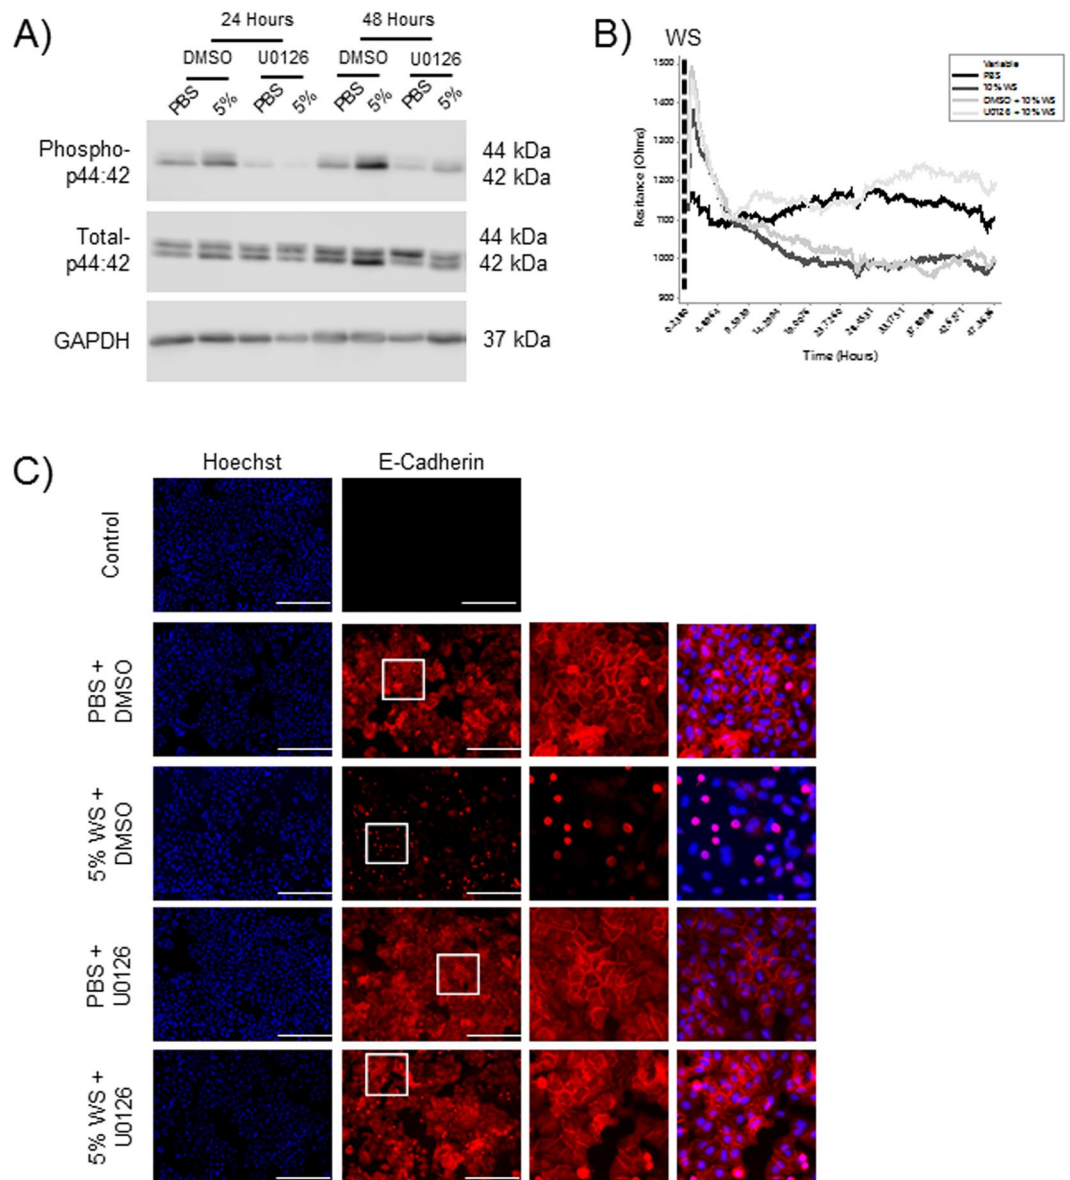 A)
24 Hours 48 Hours
DMSO U0126 DMSO U0126
PBS 5% PBS 5% PBS 5% PBS 5%
Phospho-
p44:42
44 kDa
42 kDa
Total-
p44:42
44 kDa
42 kDa
GAPDH
37 kDa
B)
WS
Variable
PBS
10% WS
DMSO + 10% WS
U0126 + 10% WS
Resitance (Ohms)
1500
1400
1300
1200
1100
1000
900
Time (Hours)
C)
Hoechst E-Cadherin
Control
PBS +
DMSO
5% WS +
DMSO
PBS +
U0126
5% WS +
U0126